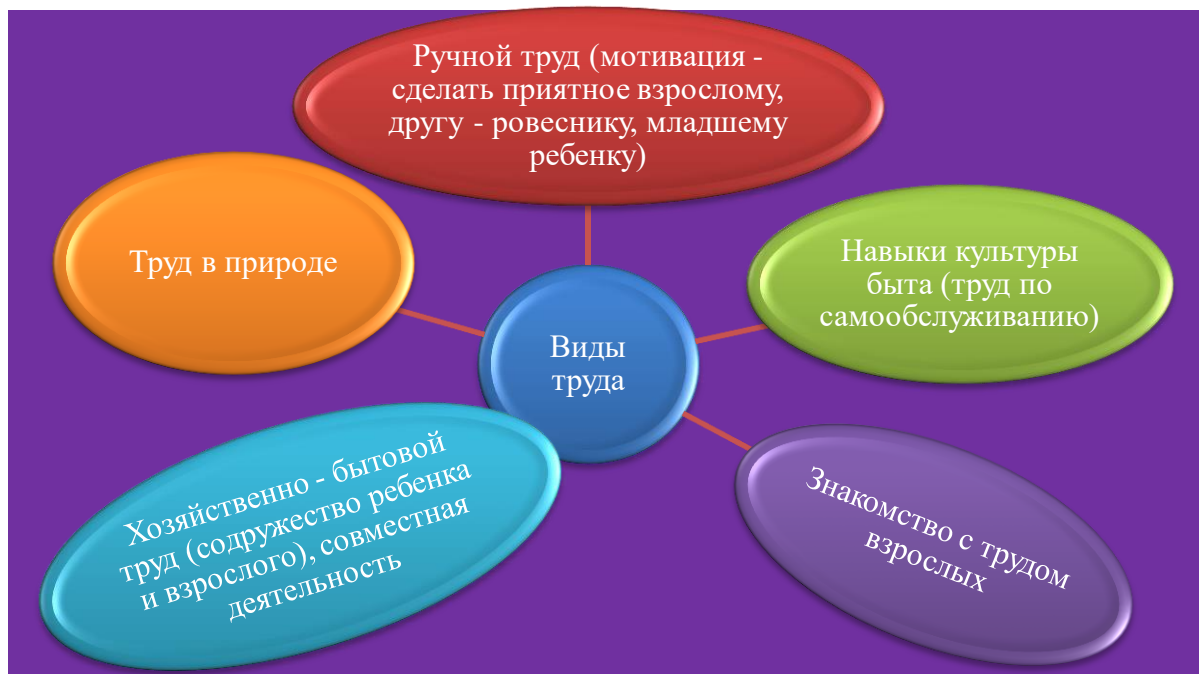 Ручной труд (мотивация -
сделать приятное взрослому,
другу - ровеснику, младшему
ребенку)
Труд в природе
Навыки культуры
быта (труд по
самообслуживанию)
Виды
труда
Хозяйственно - бытовой
труд (содружество ребенка
и взрослого), совместная
деятельность
Знакомство с трудом
взрослых